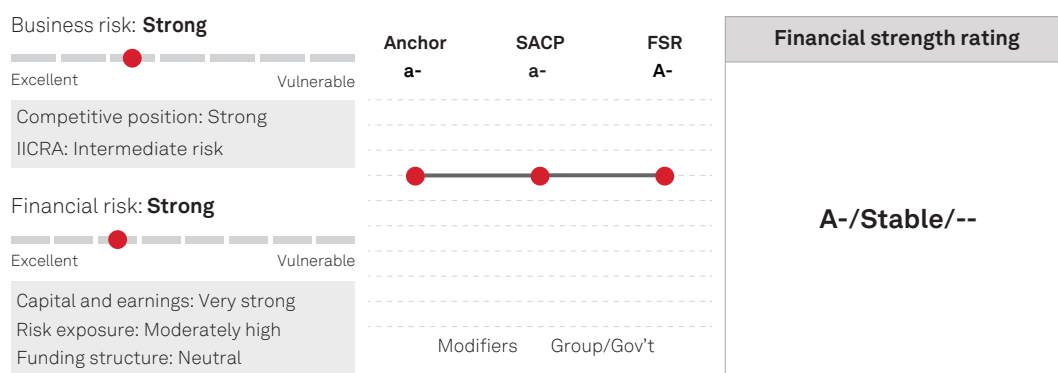 Business risk: Strong
Excellent
Vulnerable
Competitive position: Strong
IICRA: Intermediate risk
Financial risk: Strong
Excellent
Vulnerable
Capital and earnings: Very strong
Risk exposure: Moderately high
Funding structure: Neutral
Anchor
SACP
FSR
a-
a-
A-
Modifiers
Group/Gov't
Financial strength rating
A-/Stable/--